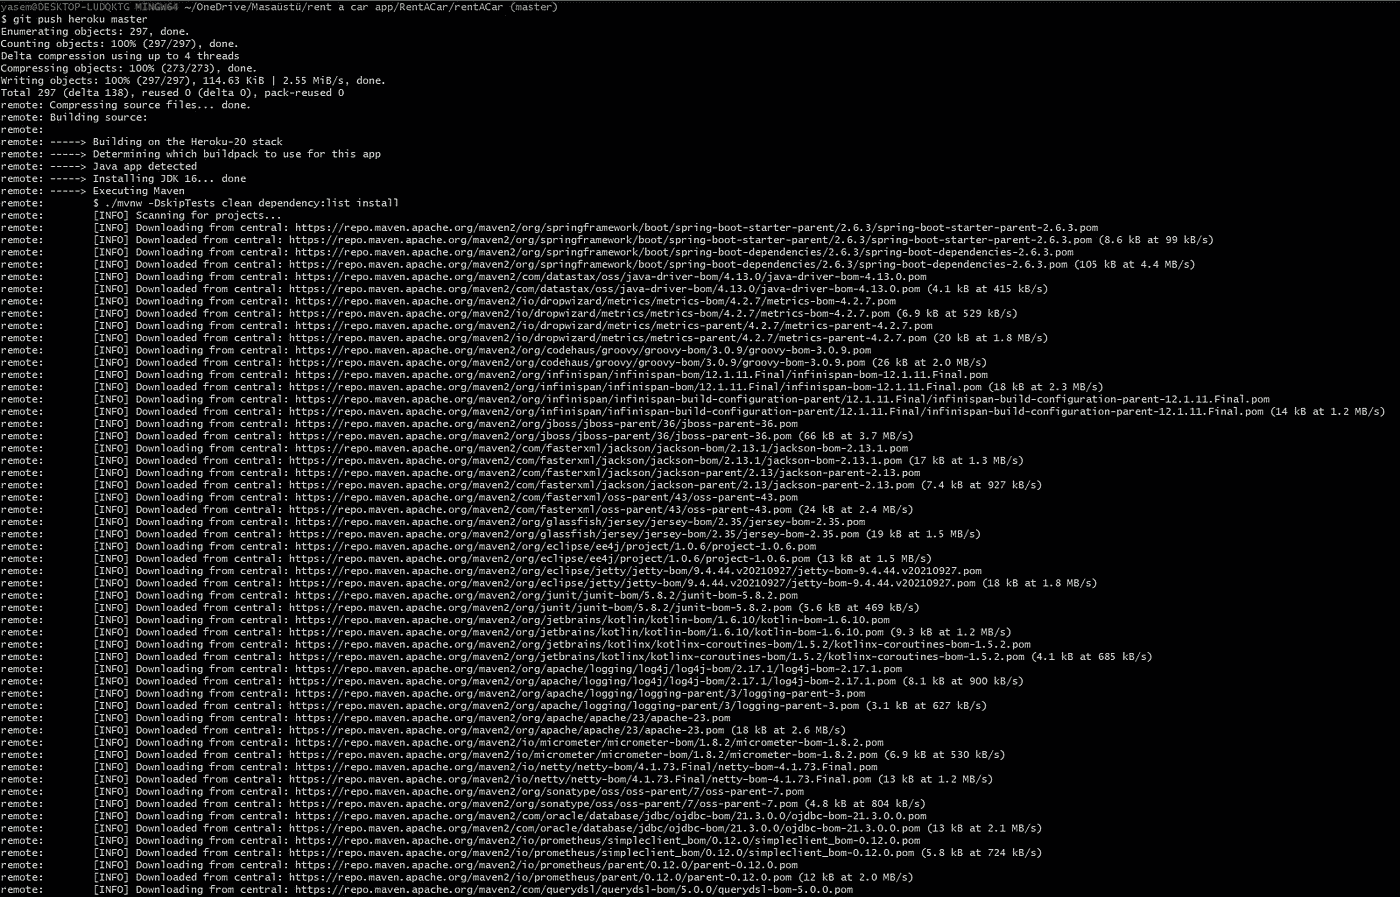 yasem@DESKTOP-LUDQKTG MINGW64 ~/OneDrive/Masaüstü/rent a car app/RentACar/rentACar (master)
$ git push heroku master
Enumerating objects: 297, done.
Counting objects: 100% (297/297), done.
Delta compression using up to 4 threads
Compressing objects: 100% (273/273), done.
Writing objects: 100% (297/297), 114.63 KiB | 2.55 MiB/s, done.
Total 297 (delta 138), reused 0 (delta 0), pack-reused 0
remote: Compressing source files... done.
remote: Building source:
remote:
remote: -----> Building on the Heroku-20 stack
remote: -----> Determining which buildpack to use for this app
remote: -----> Java app detected
remote: -----> Installing JDK 16... done
remote: -----> Executing Maven
remote:        $ ./mvnw -DskipTests clean dependency:list install
remote:        [INFO] Scanning for projects...
remote:        [INFO] Downloading from central: https://repo.maven.apache.org/maven2/org/springframework/boot/spring-boot-starter-parent/2.6.3/spring-boot-starter-parent-2.6.3.pom
remote:        [INFO] Downloaded from central: https://repo.maven.apache.org/maven2/org/springframework/boot/spring-boot-starter-parent/2.6.3/spring-boot-starter-parent-2.6.3.pom (8.6 kB at 99 kB/s)
remote:        [INFO] Downloading from central: https://repo.maven.apache.org/maven2/org/springframework/boot/spring-boot-dependencies/2.6.3/spring-boot-dependencies-2.6.3.pom
remote:        [INFO] Downloaded from central: https://repo.maven.apache.org/maven2/org/springframework/boot/spring-boot-dependencies/2.6.3/spring-boot-dependencies-2.6.3.pom (105 kB at 4.4 MB/s)
remote:        [INFO] Downloading from central: https://repo.maven.apache.org/maven2/com/datastax/oss/java-driver-bom/4.13.0/java-driver-bom-4.13.0.pom
remote:        [INFO] Downloaded from central: https://repo.maven.apache.org/maven2/com/datastax/oss/java-driver-bom/4.13.0/java-driver-bom-4.13.0.pom (4.1 kB at 415 kB/s)
remote:        [INFO] Downloading from central: https://repo.maven.apache.org/maven2/io/dropwizard/metrics/metrics-bom/4.2.7/metrics-bom-4.2.7.pom
remote:        [INFO] Downloaded from central: https://repo.maven.apache.org/maven2/io/dropwizard/metrics/metrics-bom/4.2.7/metrics-bom-4.2.7.pom (6.9 kB at 529 kB/s)
remote:        [INFO] Downloading from central: https://repo.maven.apache.org/maven2/io/dropwizard/metrics/metrics-parent/4.2.7/metrics-parent-4.2.7.pom
remote:        [INFO] Downloaded from central: https://repo.maven.apache.org/maven2/io/dropwizard/metrics/metrics-parent/4.2.7/metrics-parent-4.2.7.pom (20 kB at 1.8 MB/s)
remote:        [INFO] Downloading from central: https://repo.maven.apache.org/maven2/org/codehaus/groovy/groovy-bom/3.0.9/groovy-bom-3.0.9.pom
remote:        [INFO] Downloaded from central: https://repo.maven.apache.org/maven2/org/codehaus/groovy/groovy-bom/3.0.9/groovy-bom-3.0.9.pom (26 kB at 2.0 MB/s)
remote:        [INFO] Downloading from central: https://repo.maven.apache.org/maven2/org/infinispan/infinispan-bom/12.1.11.Final/infinispan-bom-12.1.11.Final.pom
remote:        [INFO] Downloaded from central: https://repo.maven.apache.org/maven2/org/infinispan/infinispan-bom/12.1.11.Final/infinispan-bom-12.1.11.Final.pom (18 kB at 2.3 MB/s)
remote:        [INFO] Downloading from central: https://repo.maven.apache.org/maven2/org/infinispan/infinispan-build-configuration-parent/12.1.11.Final/infinispan-build-configuration-parent-12.1.11.Final.pom
remote:        [INFO] Downloaded from central: https://repo.maven.apache.org/maven2/org/infinispan/infinispan-build-configuration-parent/12.1.11.Final/infinispan-build-configuration-parent-12.1.11.Final.pom (14 kB at 1.2 MB/s)
remote:        [INFO] Downloading from central: https://repo.maven.apache.org/maven2/org/jboss/jboss-parent/36/jboss-parent-36.pom
remote:        [INFO] Downloaded from central: https://repo.maven.apache.org/maven2/org/jboss/jboss-parent/36/jboss-parent-36.pom (66 kB at 3.7 MB/s)
remote:        [INFO] Downloading from central: https://repo.maven.apache.org/maven2/com/fasterxml/jackson/jackson-bom/2.13.1/jackson-bom-2.13.1.pom
remote:        [INFO] Downloaded from central: https://repo.maven.apache.org/maven2/com/fasterxml/jackson/jackson-bom/2.13.1/jackson-bom-2.13.1.pom (17 kB at 1.3 MB/s)
remote:        [INFO] Downloading from central: https://repo.maven.apache.org/maven2/com/fasterxml/jackson/jackson-parent/2.13/jackson-parent-2.13.pom
remote:        [INFO] Downloaded from central: https://repo.maven.apache.org/maven2/com/fasterxml/jackson/jackson-parent/2.13/jackson-parent-2.13.pom (7.4 kB at 927 kB/s)
remote:        [INFO] Downloading from central: https://repo.maven.apache.org/maven2/com/fasterxml/oss-parent/43/oss-parent-43.pom
remote:        [INFO] Downloaded from central: https://repo.maven.apache.org/maven2/com/fasterxml/oss-parent/43/oss-parent-43.pom (24 kB at 2.4 MB/s)
remote:        [INFO] Downloading from central: https://repo.maven.apache.org/maven2/org/glassfish/jersey/jersey-bom/2.35/jersey-bom-2.35.pom
remote:        [INFO] Downloaded from central: https://repo.maven.apache.org/maven2/org/glassfish/jersey/jersey-bom/2.35/jersey-bom-2.35.pom (19 kB at 1.5 MB/s)
remote:        [INFO] Downloading from central: https://repo.maven.apache.org/maven2/org/eclipse/ee4j/project/1.0.6/project-1.0.6.pom
remote:        [INFO] Downloaded from central: https://repo.maven.apache.org/maven2/org/eclipse/ee4j/project/1.0.6/project-1.0.6.pom (13 kB at 1.5 MB/s)
remote:        [INFO] Downloading from central: https://repo.maven.apache.org/maven2/org/eclipse/jetty/jetty-bom/9.4.44.v20210927/jetty-bom-9.4.44.v20210927.pom
remote:        [INFO] Downloaded from central: https://repo.maven.apache.org/maven2/org/eclipse/jetty/jetty-bom/9.4.44.v20210927/jetty-bom-9.4.44.v20210927.pom (18 kB at 1.8 MB/s)
remote:        [INFO] Downloading from central: https://repo.maven.apache.org/maven2/org/junit/junit-bom/5.8.2/junit-bom-5.8.2.pom
remote:        [INFO] Downloaded from central: https://repo.maven.apache.org/maven2/org/junit/junit-bom/5.8.2/junit-bom-5.8.2.pom (5.6 kB at 469 kB/s)
remote:        [INFO] Downloading from central: https://repo.maven.apache.org/maven2/org/jetbrains/kotlin/kotlin-bom/1.6.10/kotlin-bom-1.6.10.pom
remote:        [INFO] Downloaded from central: https://repo.maven.apache.org/maven2/org/jetbrains/kotlin/kotlin-bom/1.6.10/kotlin-bom-1.6.10.pom (9.3 kB at 1.2 MB/s)
remote:        [INFO] Downloading from central: https://repo.maven.apache.org/maven2/org/jetbrains/kotlinx/kotlinx-coroutines-bom/1.5.2/kotlinx-coroutines-bom-1.5.2.pom
remote:        [INFO] Downloaded from central: https://repo.maven.apache.org/maven2/org/jetbrains/kotlinx/kotlinx-coroutines-bom/1.5.2/kotlinx-coroutines-bom-1.5.2.pom (4.1 kB at 685 kB/s)
remote:        [INFO] Downloading from central: https://repo.maven.apache.org/maven2/org/apache/logging/log4j/log4j-bom/2.17.1/log4j-bom-2.17.1.pom
remote:        [INFO] Downloaded from central: https://repo.maven.apache.org/maven2/org/apache/logging/log4j/log4j-bom/2.17.1/log4j-bom-2.17.1.pom (8.1 kB at 900 kB/s)
remote:        [INFO] Downloading from central: https://repo.maven.apache.org/maven2/org/apache/logging/logging-parent/3/logging-parent-3.pom
remote:        [INFO] Downloaded from central: https://repo.maven.apache.org/maven2/org/apache/logging/logging-parent/3/logging-parent-3.pom (3.1 kB at 627 kB/s)
remote:        [INFO] Downloading from central: https://repo.maven.apache.org/maven2/org/apache/apache/23/apache-23.pom
remote:        [INFO] Downloaded from central: https://repo.maven.apache.org/maven2/org/apache/apache/23/apache-23.pom (18 kB at 2.6 MB/s)
remote:        [INFO] Downloading from central: https://repo.maven.apache.org/maven2/io/micrometer/micrometer-bom/1.8.2/micrometer-bom-1.8.2.pom
remote:        [INFO] Downloaded from central: https://repo.maven.apache.org/maven2/io/micrometer/micrometer-bom/1.8.2/micrometer-bom-1.8.2.pom (6.9 kB at 530 kB/s)
remote:        [INFO] Downloading from central: https://repo.maven.apache.org/maven2/io/netty/netty-bom/4.1.73.Final/netty-bom-4.1.73.Final.pom
remote:        [INFO] Downloaded from central: https://repo.maven.apache.org/maven2/io/netty/netty-bom/4.1.73.Final/netty-bom-4.1.73.Final.pom (13 kB at 1.2 MB/s)
remote:        [INFO] Downloading from central: https://repo.maven.apache.org/maven2/org/sonatype/oss/oss-parent/7/oss-parent-7.pom
remote:        [INFO] Downloaded from central: https://repo.maven.apache.org/maven2/org/sonatype/oss/oss-parent/7/oss-parent-7.pom (4.8 kB at 804 kB/s)
remote:        [INFO] Downloading from central: https://repo.maven.apache.org/maven2/com/oracle/database/jdbc/ojdbc-bom/21.3.0.0/ojdbc-bom-21.3.0.0.pom
remote:        [INFO] Downloaded from central: https://repo.maven.apache.org/maven2/com/oracle/database/jdbc/ojdbc-bom/21.3.0.0/ojdbc-bom-21.3.0.0.pom (13 kB at 2.1 MB/s)
remote:        [INFO] Downloading from central: https://repo.maven.apache.org/maven2/io/prometheus/simpleclient_bom/0.12.0/simpleclient_bom-0.12.0.pom
remote:        [INFO] Downloaded from central: https://repo.maven.apache.org/maven2/io/prometheus/simpleclient_bom/0.12.0/simpleclient_bom-0.12.0.pom (5.8 kB at 724 kB/s)
remote:        [INFO] Downloading from central: https://repo.maven.apache.org/maven2/io/prometheus/parent/0.12.0/parent-0.12.0.pom
remote:        [INFO] Downloaded from central: https://repo.maven.apache.org/maven2/io/prometheus/parent/0.12.0/parent-0.12.0.pom (12 kB at 2.0 MB/s)
remote:        [INFO] Downloading from central: https://repo.maven.apache.org/maven2/com/querydsl/querydsl-bom/5.0.0/querydsl-bom-5.0.0.pom